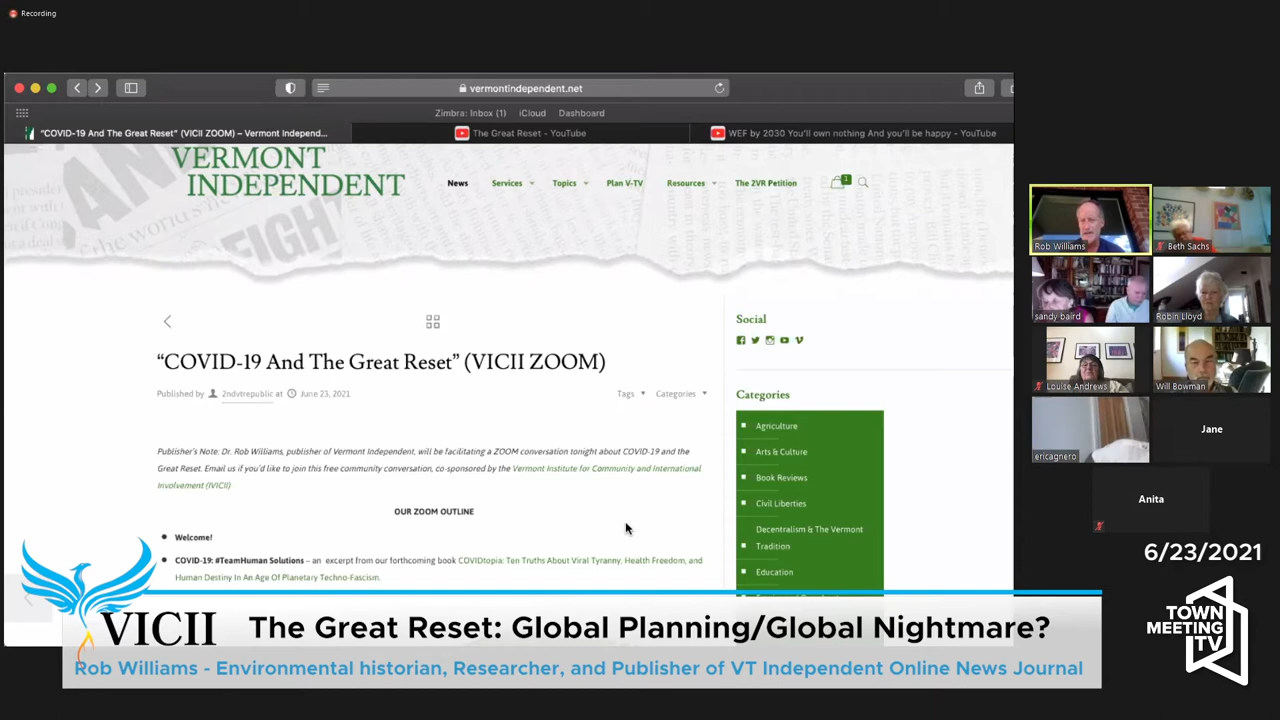 Recording
vermontindependent.net
Zimbra: Inbox (1) iCloud Dashboard
“COVID-19 And The Great Reset” (VICII ZOOM) – Vermont Independ...
The Great Reset - YouTube
WEF by 2030 You'll own nothing And you'll be happy - YouTube
VERMONT
INDEPENDENT
News Services Topics Plan V-TV Resources The 2VR Petition
1
“COVID-19 And The Great Reset” (VICII ZOOM)
Published by 2ndvtrepublic at June 23, 2021
Tags Categories
Publisher's Note: Dr. Rob Williams, publisher of Vermont Independent, will be facilitating a ZOOM conversation tonight about COVID-19 and the
Great Reset. Email us if you'd like to join this free community conversation, co-sponsored by the Vermont Institute for Community and International
Involvement (IVICII)
OUR ZOOM OUTLINE
Welcome!
COVID-19: #TeamHuman Solutions – an excerpt from our forthcoming book COVIDtopia: Ten Truths About Viral Tyranny, Health Freedom, and
Human Destiny In An Age Of Planetary Techno-Fascism.
Social
Categories
Agriculture
Arts & Culture
Book Reviews
Civil Liberties
Decentralism & The Vermont
Tradition
Education
Rob Williams
Beth Sachs
sandy baird
Robin Lloyd
Louise Andrews
Will Bowman
ericagnero
Jane
Anita
6/23/2021
TOWN
MEETING
TV
VICII
The Great Reset: Global Planning/Global Nightmare?
Rob Williams - Environmental historian, Researcher, and Publisher of VT Independent Online News Journal